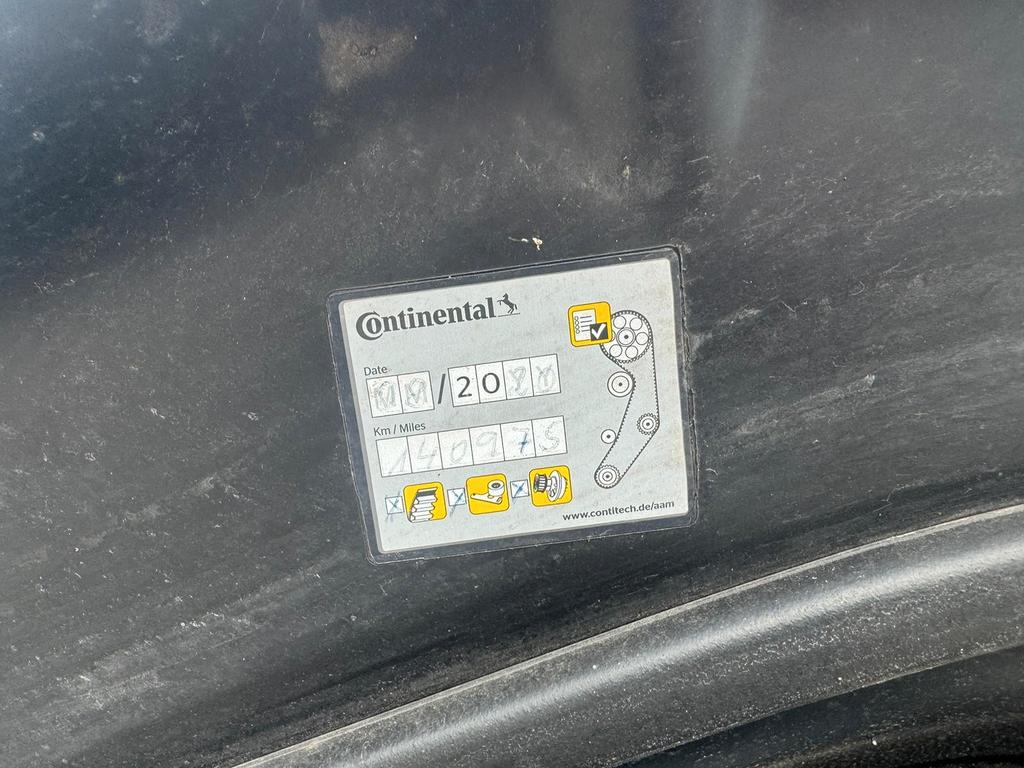 Continental
Date
/20
Km / Miles
140975
www.contitech.de/aam